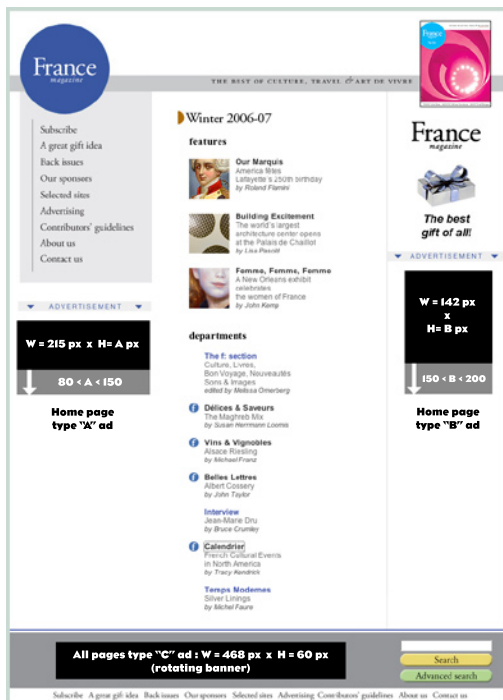 France
magazine
THE BEST OF CULTURE, TRAVEL & ART DE VIVRE
France
Subscribe
A great gift idea
Back issues
Our sponsors
Selected sites
Advertising
Contributors' guidelines
About us
Contact us
ADVERTISEMENT
W = 215 px x H= A px
80 < A < 150
Home page
type "A" ad
Winter 2006-07
features
Our Marquis
America fêtes
Lafayette's 250th birthday
by Roland Flamini
Building Excitement
The world's largest
architecture center opens
at the Palais de Chaillot
by Lisa Pasold
Femme, Femme, Femme
A New Orleans exhibit
celebrates
the women of France
by John Kemp
departments
The f: section
Culture, Livres,
Bon Voyage, Nouveautés
Sons & Images
edited by Melissa Omerberg
f Délices & Saveurs
The Maghreb Mix
by Susan Herrmann Loomis
f Vins & Vignobles
Alsace Riesling
by Michael Franz
f Belles Lettres
Albert Cossery
by John Taylor
Interview
Jean-Marie Dru
by Bruce Crumley
f Calendrier
French Cultural Events
in North America
by Tracy Kendrick
Temps Modernes
Silver Linings
by Michel Faure
France
magazine
The best
gift of all!
ADVERTISEMENT
W = 142 px
x
H= B px
150 < B < 200
Home page
type "B" ad
All pages type "C" ad : W = 468 px x H = 60 px
(rotating banner)
Search
Advanced search
Subscribe A great gift idea Back issues Our sponsors Selected sites Advertising Contributors' guidelines About us Contact us